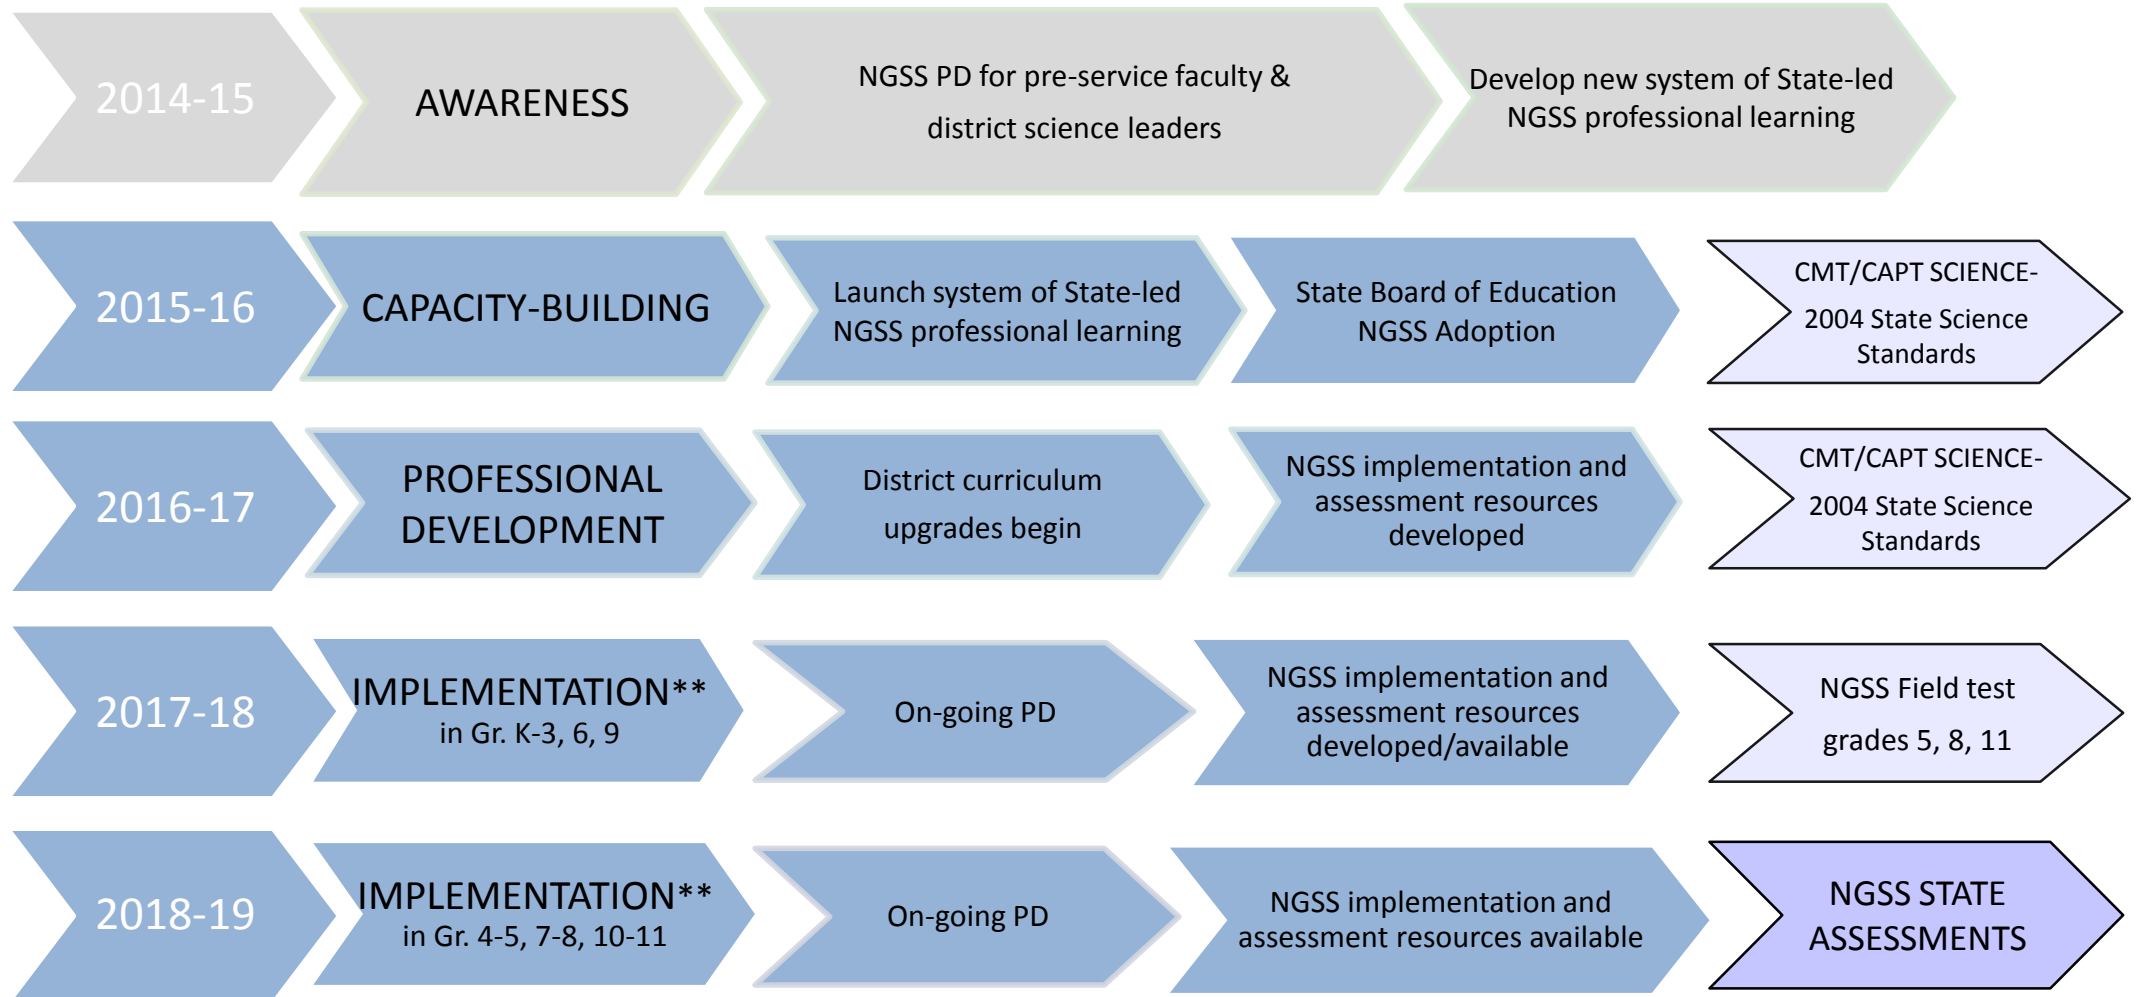 2014-15
AWARENESS
NGSS PD for pre-service faculty &
district science leaders
Develop new system of State-led
NGSS professional learning
2015-16
CAPACITY-BUILDING
Launch system of State-led
NGSS professional learning
State Board of Education
NGSS Adoption
CMT/CAPT SCIENCE-
2004 State Science
Standards
2016-17
PROFESSIONAL
DEVELOPMENT
District curriculum
upgrades begin
NGSS implementation and
assessment resources
developed
CMT/CAPT SCIENCE-
2004 State Science
Standards
2017-18
IMPLEMENTATION**
in Gr. K-3, 6, 9
On-going PD
NGSS implementation and
assessment resources
developed/available
NGSS Field test
grades 5, 8, 11
2018-19
IMPLEMENTATION**
in Gr. 4-5, 7-8, 10-11
On-going PD
NGSS implementation and
assessment resources available
NGSS STATE
ASSESSMENTS